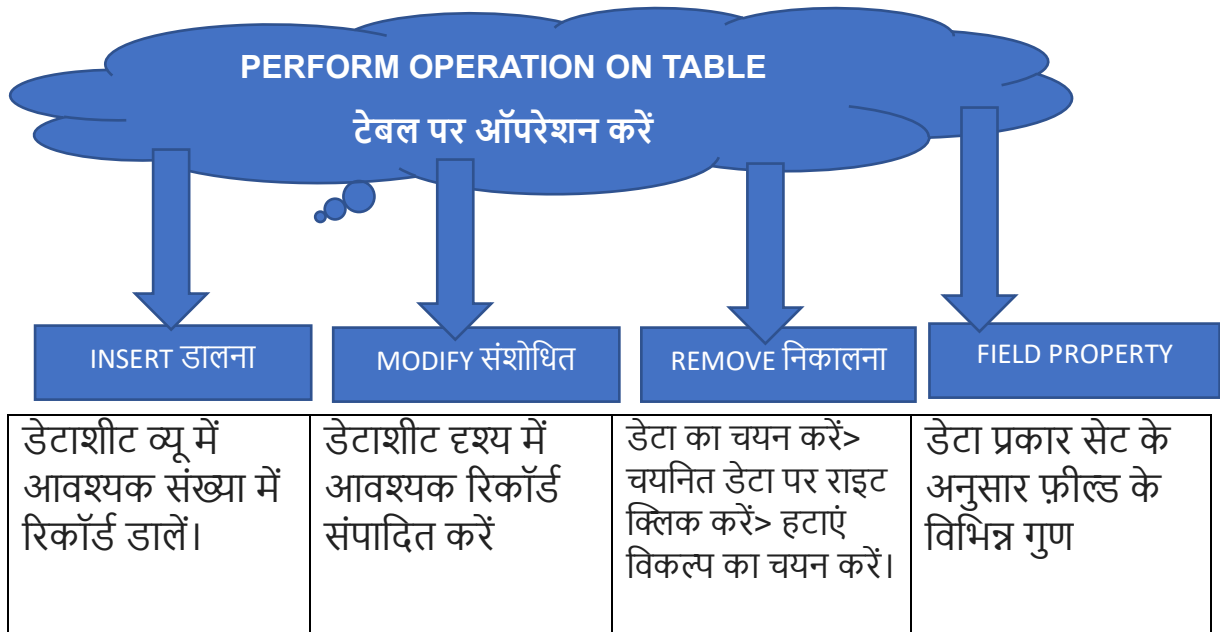 PERFORM OPERATION ON TABLE
टेबल पर ऑपरेशन करें
INSERT डालना
MODIFY संशोधित
REMOVE निकालना
FIELD PROPERTY
डेटाशीट व्यू में
आवश्यक संख्या में
रिकॉर्ड डालें।
डेटाशीट दृश्य में
आवश्यक रिकॉर्ड
संपादित करें
डेटा का चयन करें>
चयनित डेटा पर राइट
क्लिक करें> हटाएं
विकल्प का चयन करें।
डेटा प्रकार सेट के
अनुसार फ़ील्ड के
विभिन्न गुण